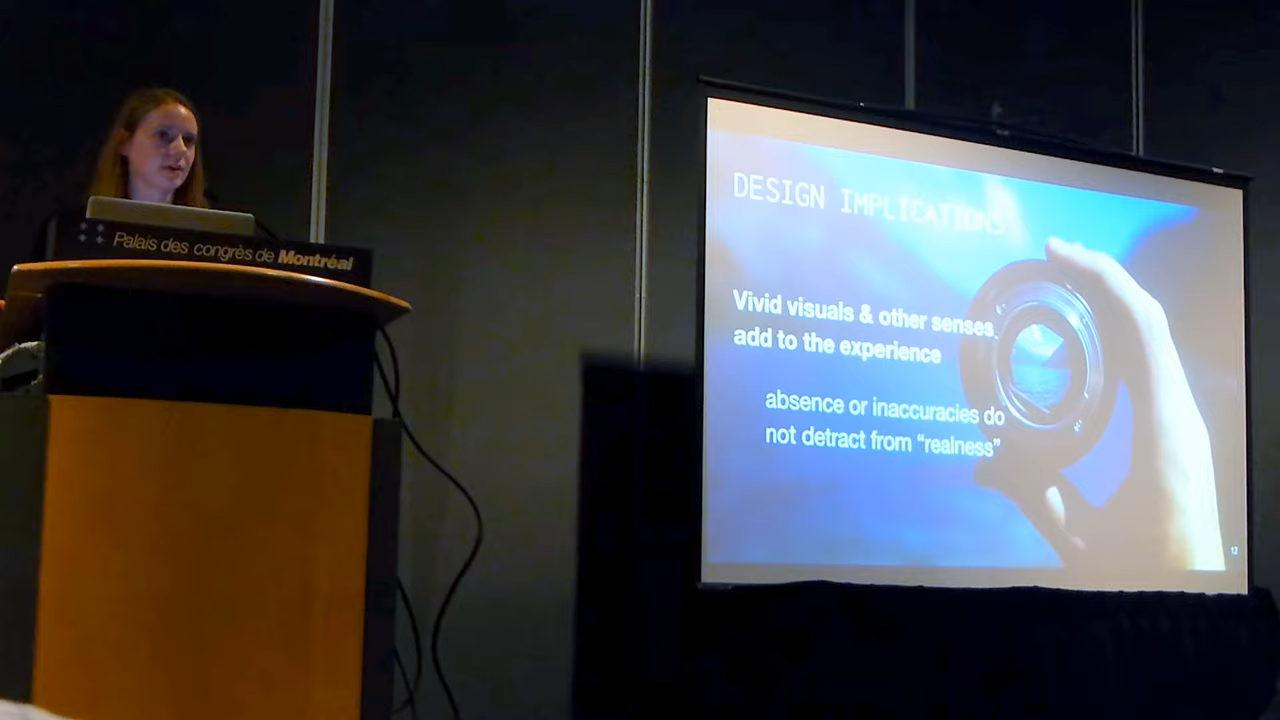 Palais des congrès de Montréal
DESIGN IMPLICATIONS
Vivid visuals & other senses
add to the experience
absence or inaccuracies do
not detract from “realness”
12